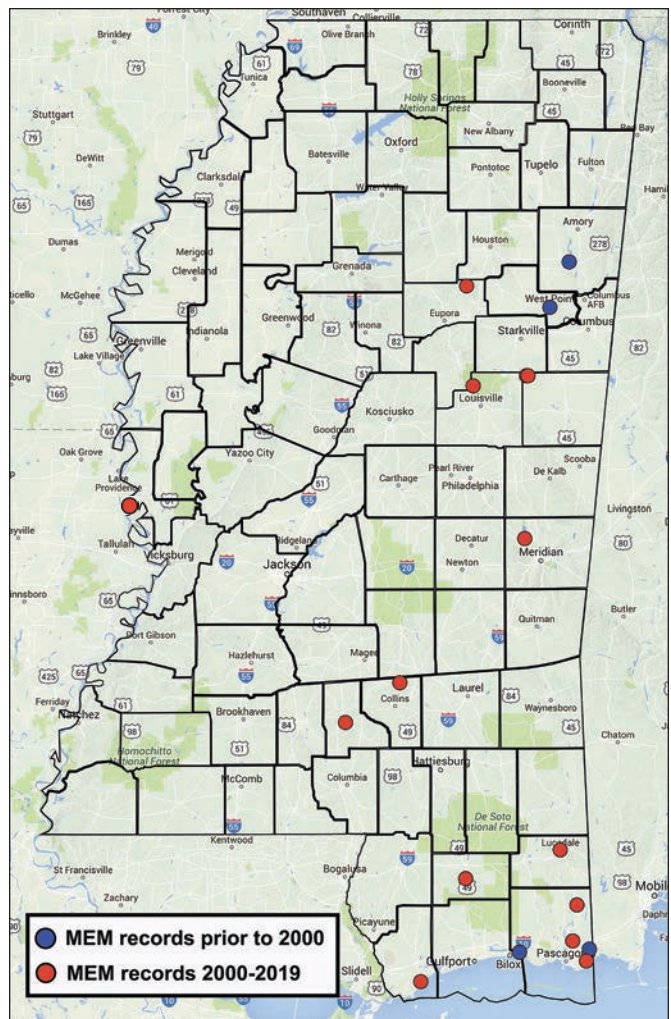 Forrest City
Southaven
Collierville
Corinth
Brinkley
Olive Branch
Tunica
Booneville
Holly Springs
National Forest
Stuttgart
New Albany
Red Bay
DeWitt
Batesville
Oxford
Pontotoc
Tupelo
Fulton
Clarksdale
Water Valley
Amory
Dumas
Houston
Merigold
Cleveland
Grenada
McGehee
West Point
Columbus
AFB
Greenwood
Winona
Eupora
Indianola
Greenville
Starkville
Columbus
Lake Village
Louisville
Kosciusko
Goodman
Oak Grove
Yazoo City
Scooba
Lake
Providence
Carthage
Pearl River
Philadelphia
De Kalb
Livingston
Tallulah
Vicksburg
Ridgeland
Jackson
Decatur
Newton
Meridian
Butler
Quitman
Port Gibson
Hazlehurst
Magee
Ferriday
Natchez
Brookhaven
Collins
Laurel
Waynesboro
Chatom
Homochitto
National Forest
McComb
Columbia
Hattiesburg
De Soto
National Forest
Kentwood
Lucedale
St Francisville
Bogalusa
Zachary
Mobile
Picayune
MEM records prior to 2000
MEM records 2000-2019
Slidell
Gulfport
Biloxi